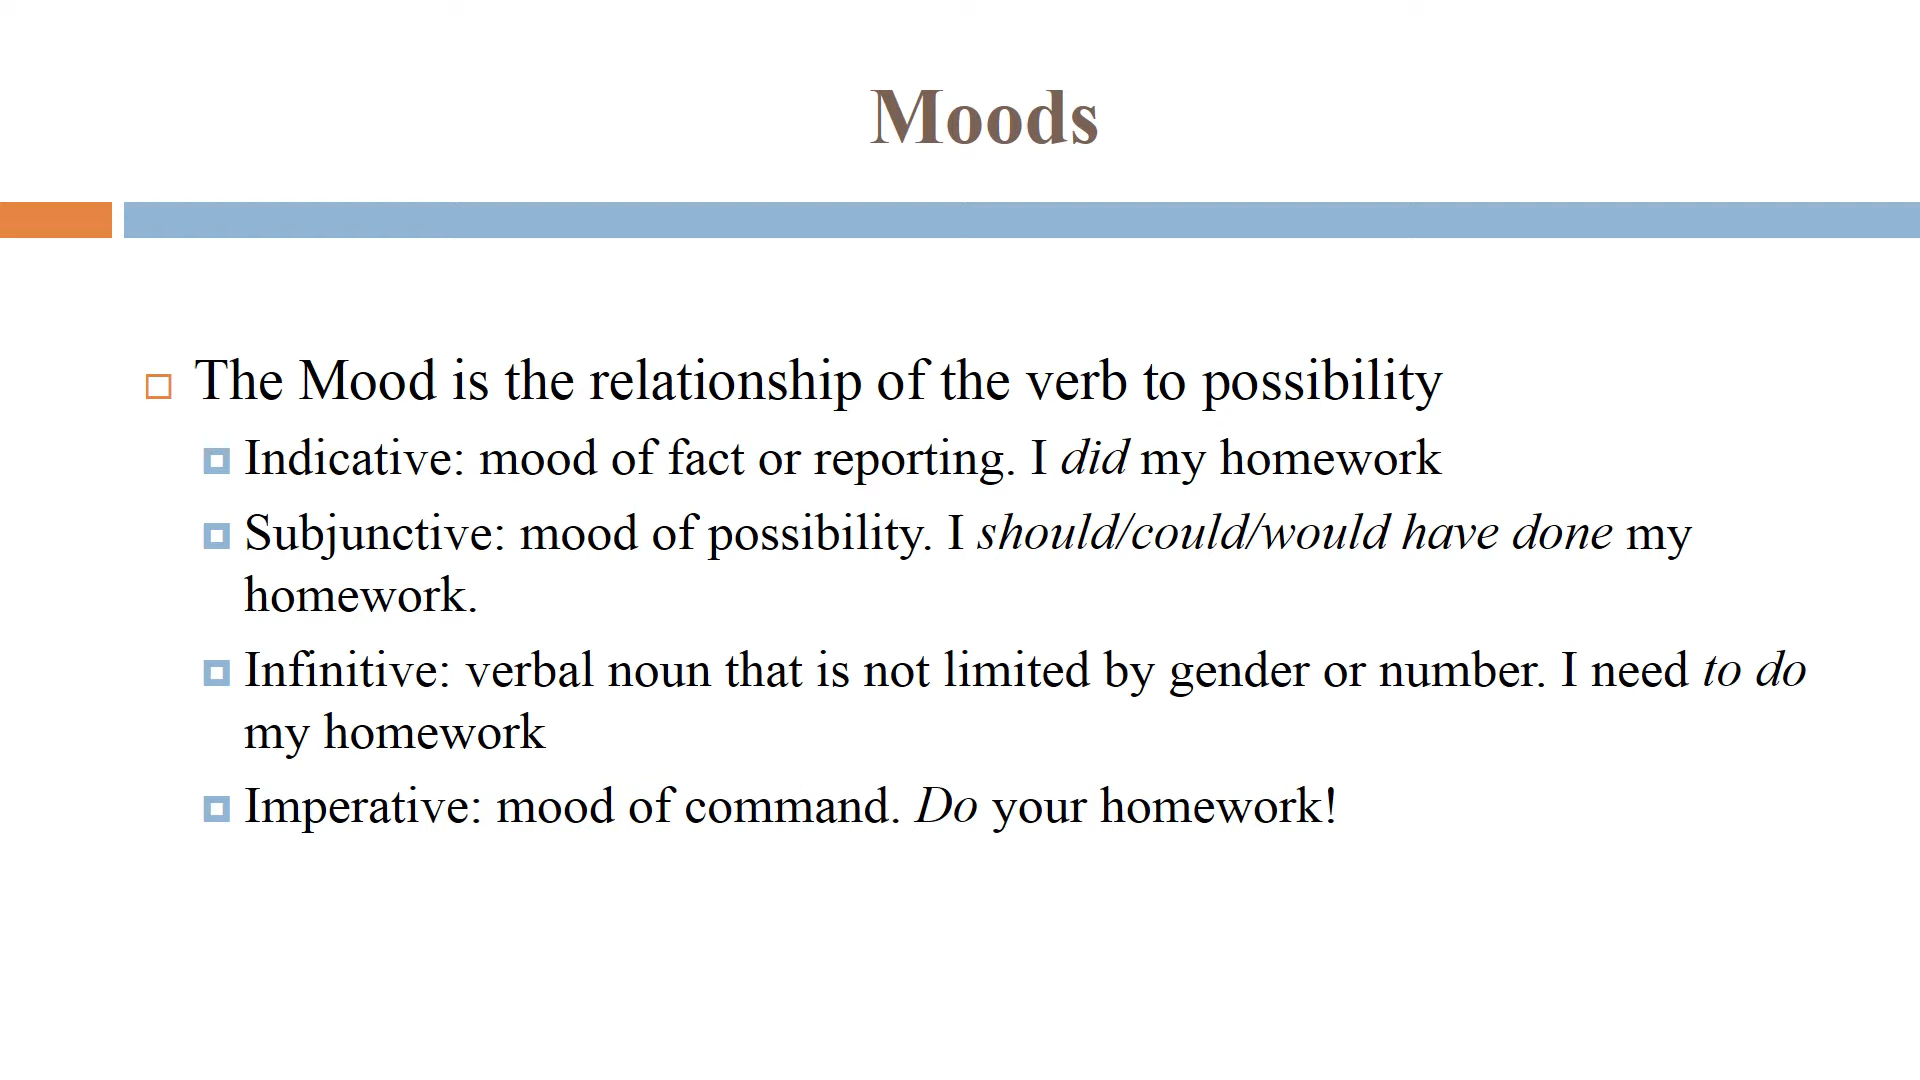 Moods
The Mood is the relationship of the verb to possibility
Indicative: mood of fact or reporting. I did my homework
Subjunctive: mood of possibility. I should/could/would have done my
homework.
Infinitive: verbal noun that is not limited by gender or number. I need to do
my homework
Imperative: mood of command. Do your homework!